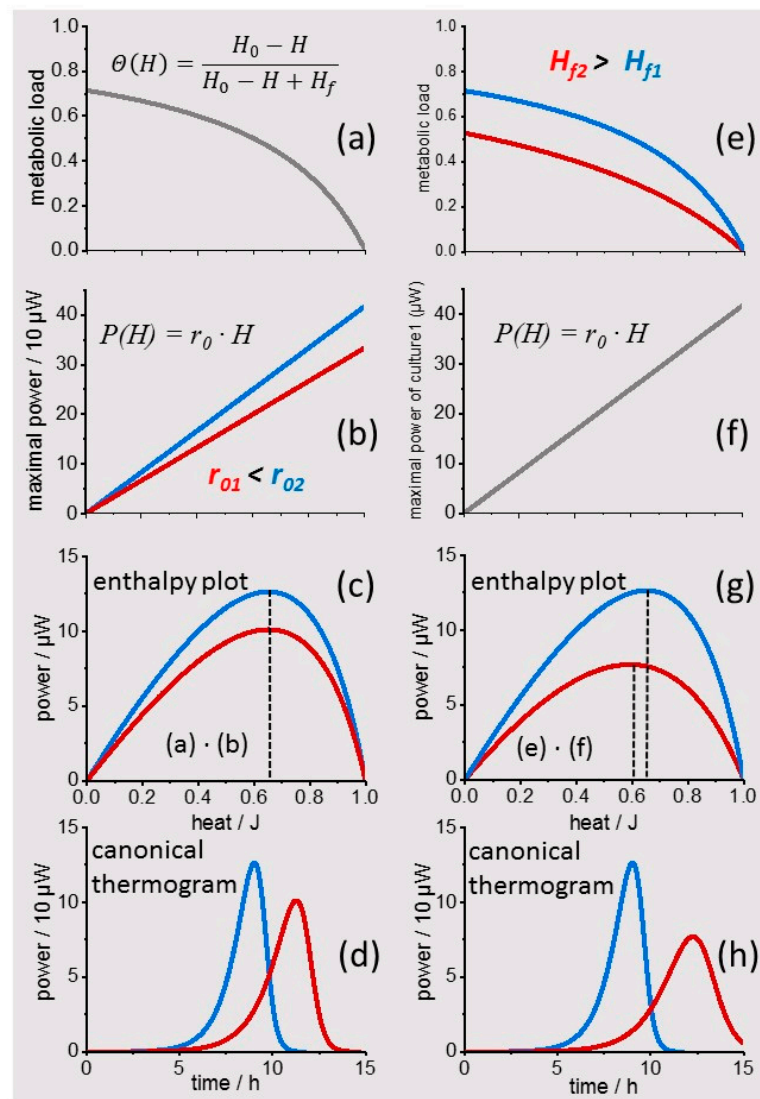 1.0
0.8
0.6
0.4
0.2
0.0
metabolic load
Θ(H) = H₀ − H / H₀ − H + H_f
(a)
1.0
0.8
0.6
0.4
0.2
0.0
metabolic load
H_f2 > H_f1
(e)
40
30
20
10
0
maximal power / 10 µW
P(H) = r₀ · H
(b)
r₀₁ < r₀₂
40
30
20
10
0
maximal power of culture1 (µW)
P(H) = r₀ · H
(f)
15
10
5
0
power / µW
enthalpy plot
(c)
(a) · (b)
0.0 0.2 0.4 0.6 0.8 1.0
heat / J
15
10
5
0
power / µW
enthalpy plot
(g)
(e) · (f)
0.0 0.2 0.4 0.6 0.8 1.0
heat / J
15
10
5
0
power / 10 µW
canonical
thermogram
(d)
0 5 10 15
time / h
15
10
5
0
power / 10 µW
canonical
thermogram
(h)
0 5 10 15
time / h